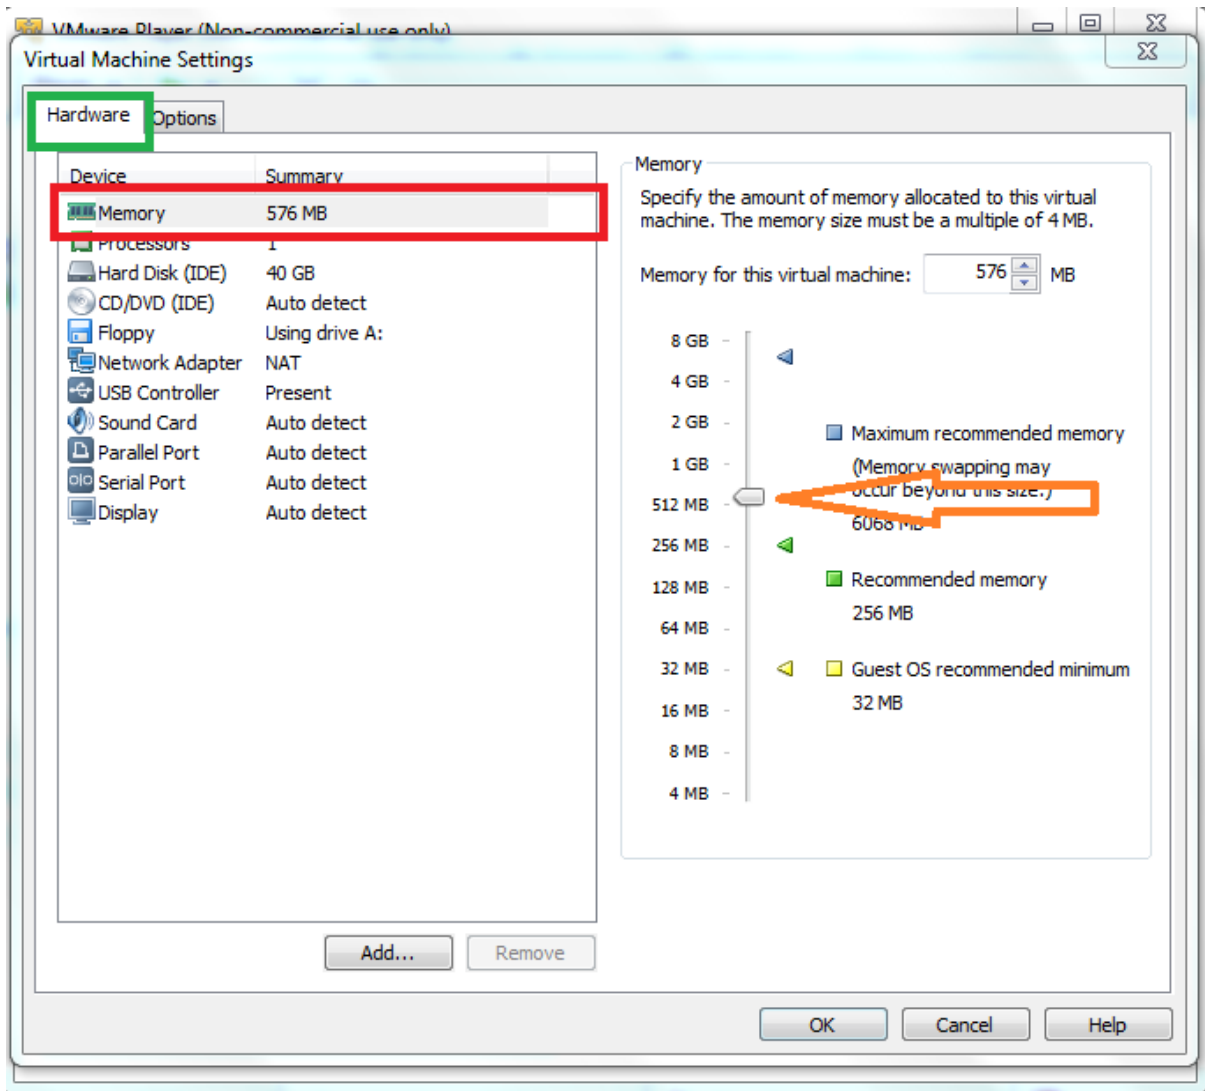 VMware Player (Non-commercial use only)
Virtual Machine Settings
Hardware
Options
Device Summary
Memory 576 MB
Processors 1
Hard Disk (IDE) 40 GB
CD/DVD (IDE) Auto detect
Floppy Using drive A:
Network Adapter NAT
USB Controller Present
Sound Card Auto detect
Parallel Port Auto detect
Serial Port Auto detect
Display Auto detect
Add...
Remove
Memory
Specify the amount of memory allocated to this virtual
machine. The memory size must be a multiple of 4 MB.
Memory for this virtual machine: 576 MB
8 GB
4 GB
2 GB
1 GB
512 MB
256 MB
128 MB
64 MB
32 MB
16 MB
8 MB
4 MB
Maximum recommended memory
(Memory swapping may
occur beyond this size.)
6068 MB
Recommended memory
256 MB
Guest OS recommended minimum
32 MB
OK
Cancel
Help